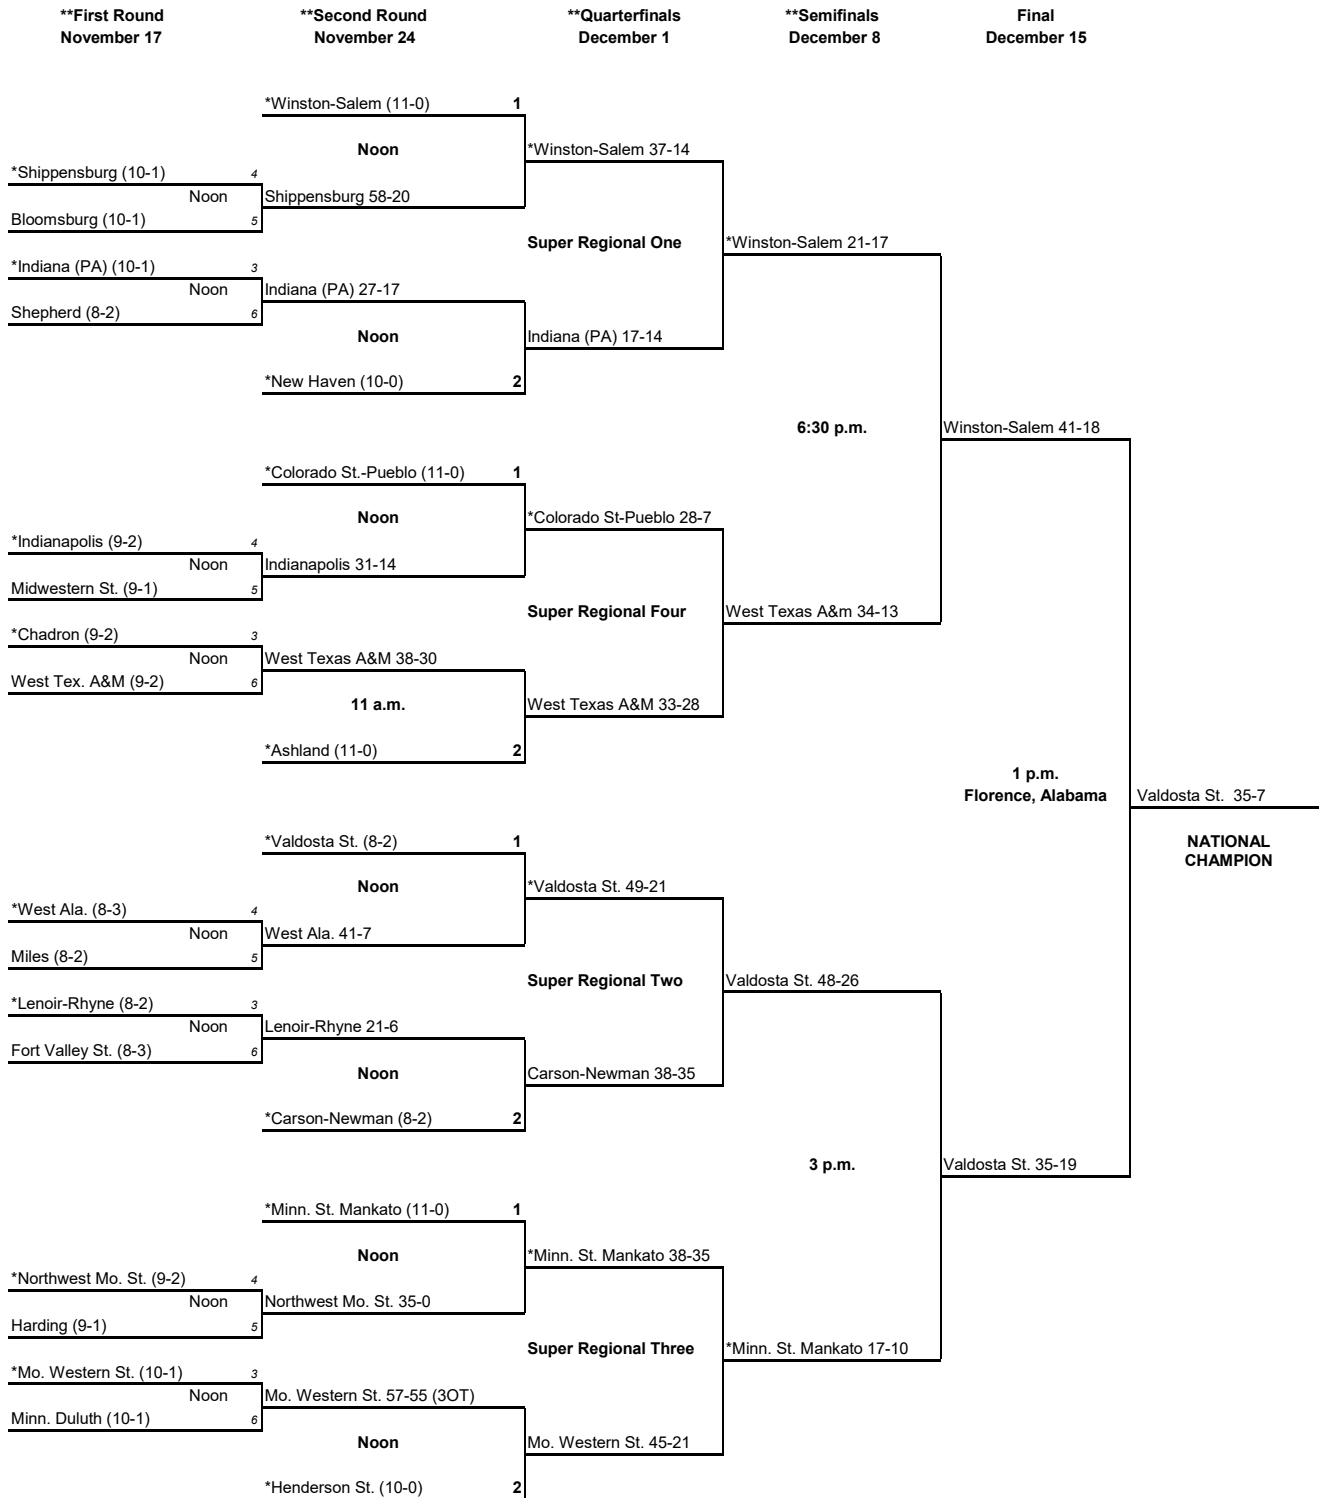 **First Round **Second Round **Quarterfinals **Semifinals Final
November 17 November 24 December 1 December 8 December 15
*Winston-Salem (11-0) 1
Noon *Winston-Salem 37-14
*Shippensburg (10-1) 4
Noon Shippensburg 58-20
Bloomsburg (10-1) 5
Super Regional One *Winston-Salem 21-17
*Indiana (PA) (10-1) 3
Noon Indiana (PA) 27-17
Shepherd (8-2) 6
Noon Indiana (PA) 17-14
*New Haven (10-0) 2
6:30 p.m. Winston-Salem 41-18
*Colorado St.-Pueblo (11-0) 1
Noon *Colorado St-Pueblo 28-7
*Indianapolis (9-2) 4
Noon Indianapolis 31-14
Midwestern St. (9-1) 5
Super Regional Four West Texas A&m 34-13
*Chadron (9-2) 3
Noon West Texas A&M 38-30
West Tex. A&M (9-2) 6
11 a.m. West Texas A&M 33-28
*Ashland (11-0) 2
1 p.m.
Florence, Alabama Valdosta St. 35-7
*Valdosta St. (8-2) 1
NATIONAL
CHAMPION
Noon *Valdosta St. 49-21
*West Ala. (8-3) 4
Noon West Ala. 41-7
Miles (8-2) 5
Super Regional Two Valdosta St. 48-26
*Lenoir-Rhyne (8-2) 3
Noon Lenoir-Rhyne 21-6
Fort Valley St. (8-3) 6
Noon Carson-Newman 38-35
*Carson-Newman (8-2) 2
3 p.m. Valdosta St. 35-19
*Minn. St. Mankato (11-0) 1
Noon *Minn. St. Mankato 38-35
*Northwest Mo. St. (9-2) 4
Noon Northwest Mo. St. 35-0
Harding (9-1) 5
Super Regional Three *Minn. St. Mankato 17-10
*Mo. Western St. (10-1) 3
Noon Mo. Western St. 57-55 (3OT)
Minn. Duluth (10-1) 6
Noon Mo. Western St. 45-21
*Henderson St. (10-0) 2